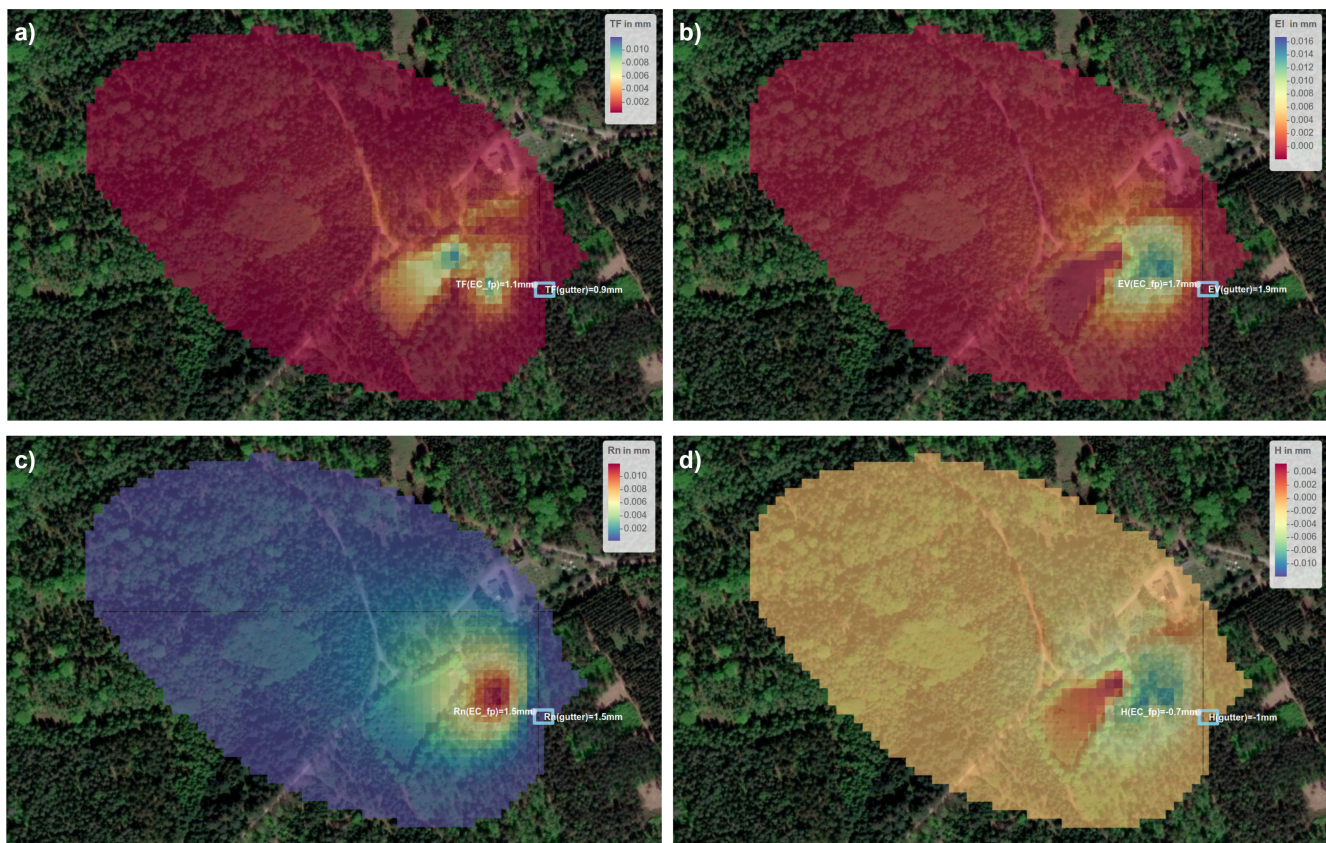 a)
TF in mm
0.010
0.008
0.006
0.004
0.002
TF(EC_fp)=1.1mm
TF(gutter)=0.9mm
b)
EI in mm
0.016
0.014
0.012
0.010
0.008
0.006
0.004
0.002
0.000
EV(EC_fp)=1.7mm
EV(gutter)=1.9mm
c)
Rn in mm
0.010
0.008
0.006
0.004
0.002
Rn(EC_fp)=1.5mm
Rn(gutter)=1.5mm
d)
H in mm
0.004
0.002
-0.000
-0.002
-0.004
-0.006
-0.008
-0.010
H(EC_fp)=-0.7mm
H(gutter)=-1mm